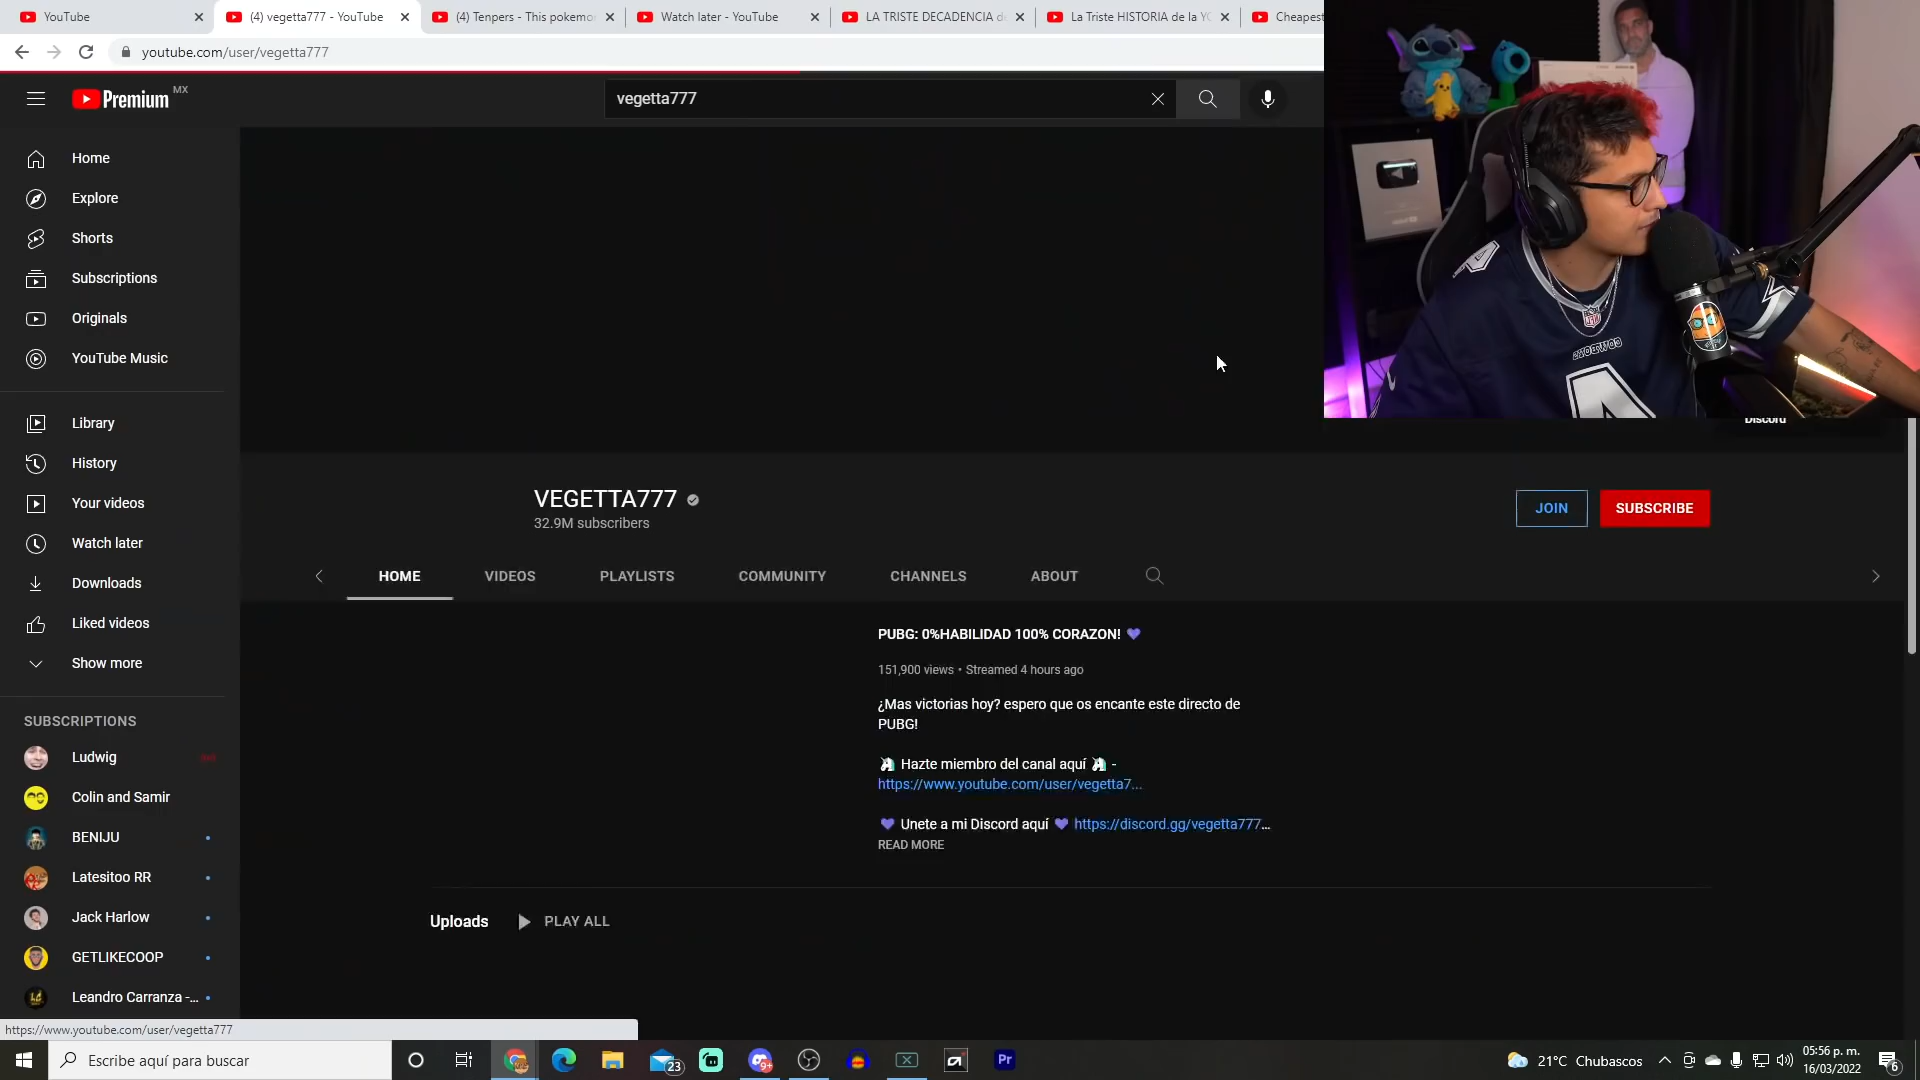 YouTube
(4) vegetta777 - YouTube
(4) Tenpers - This pokemo
Watch later - YouTube
LA TRISTE DECADENCIA d
La Triste HISTORIA de la YO
Cheapest
youtube.com/user/vegetta777
Premium
MX
vegetta777
Home
Explore
Shorts
Subscriptions
Originals
YouTube Music
Library
History
Your videos
Watch later
Downloads
Liked videos
Show more
SUBSCRIPTIONS
Ludwig
Colin and Samir
BENIJU
Latesitoo RR
Jack Harlow
GETLIKECOOP
Leandro Carranza -...
Discord
VEGETTA777
32.9M subscribers
JOIN
SUBSCRIBE
HOME
VIDEOS
PLAYLISTS
COMMUNITY
CHANNELS
ABOUT
PUBG: 0%HABILIDAD 100% CORAZON! 💜
151,900 views • Streamed 4 hours ago
¿Mas victorias hoy? espero que os encante este directo de
PUBG!
🦄 Hazte miembro del canal aquí 🦄 -
https://www.youtube.com/user/vegetta7...
💜 Unete a mi Discord aquí 💜 https://discord.gg/vegetta777...
READ MORE
Uploads
PLAY ALL
https://www.youtube.com/user/vegetta777
Escribe aquí para buscar
23
9+
Pr
21°C Chubascos
05:56 p. m.
16/03/2022
6